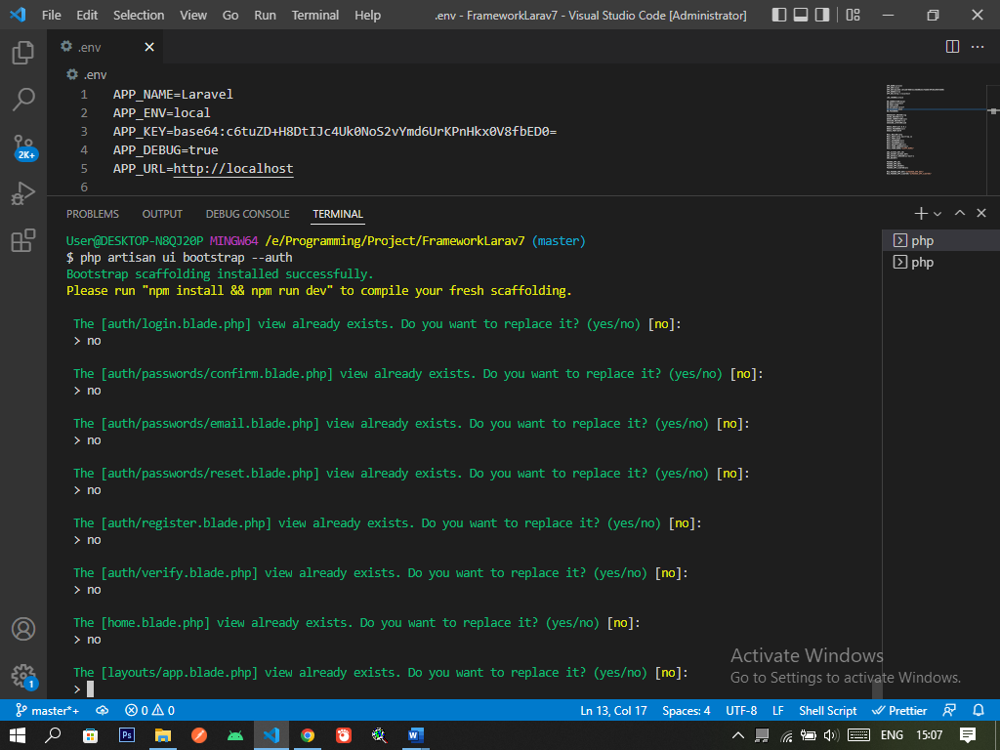 File Edit Selection View Go Run Terminal Help .env - FrameworkLarav7 - Visual Studio Code [Administrator]
.env
.env
1 APP_NAME=Laravel
2 APP_ENV=local
3 APP_KEY=base64:c6tuZD+H8DtIJc4Uk0NoS2vYmd6UrKPnHkx0V8fbED0=
4 APP_DEBUG=true
5 APP_URL=http://localhost
6
2K+
PROBLEMS OUTPUT DEBUG CONSOLE TERMINAL
User@DESKTOP-N8QJ20P MINGW64 /e/Programming/Project/FrameworkLarav7 (master)
$ php artisan ui bootstrap --auth
Bootstrap scaffolding installed successfully.
Please run "npm install && npm run dev" to compile your fresh scaffolding.
The [auth/login.blade.php] view already exists. Do you want to replace it? (yes/no) [no]:
> no
The [auth/passwords/confirm.blade.php] view already exists. Do you want to replace it? (yes/no) [no]:
> no
The [auth/passwords/email.blade.php] view already exists. Do you want to replace it? (yes/no) [no]:
> no
The [auth/passwords/reset.blade.php] view already exists. Do you want to replace it? (yes/no) [no]:
> no
The [auth/register.blade.php] view already exists. Do you want to replace it? (yes/no) [no]:
> no
The [auth/verify.blade.php] view already exists. Do you want to replace it? (yes/no) [no]:
> no
The [home.blade.php] view already exists. Do you want to replace it? (yes/no) [no]:
> no
The [layouts/app.blade.php] view already exists. Do you want to replace it? (yes/no) [no]:
>
php
php
Activate Windows
Go to Settings to activate Windows.
1
master*+ 0 0 Ln 13, Col 17 Spaces: 4 UTF-8 LF Shell Script Prettier
Ps W ENG 15:07